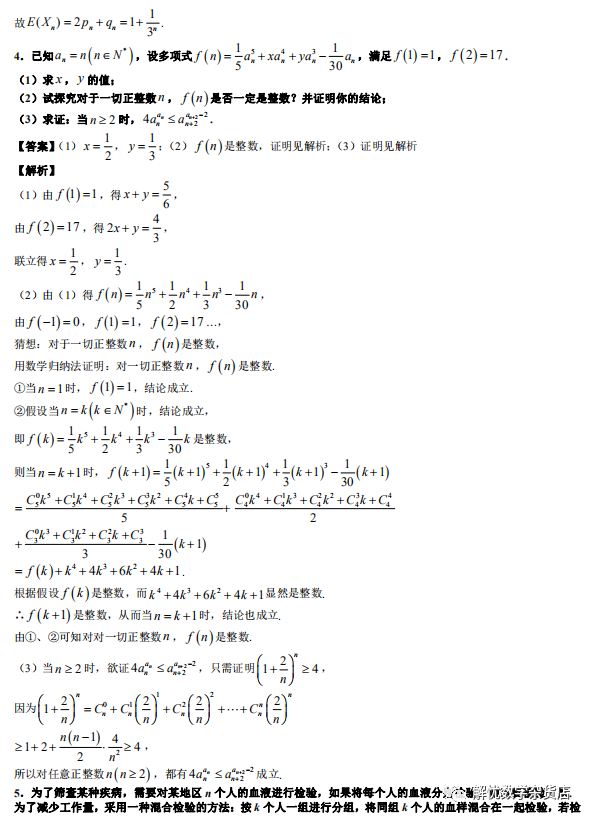 故E(Xₙ)=2pₙ+qₙ=1+1/3ⁿ.
4．已知aₙ=n(n∈N*)，设多项式f(n)=1/5 aₙ⁵+xaₙ⁴+yaₙ³-1/30 aₙ，满足f(1)=1，f(2)=17．
（1）求x，y的值；
（2）试探究对于一切正整数n，f(n)是否一定是整数？并证明你的结论；
（3）求证：当n≥2时，4aₙ^{aₙ}≤a_{n+2}^{a_{n+2}-2}．
【答案】（1）x=1/2，y=1/3；（2）f(n)是整数，证明见解析；（3）证明见解析
【解析】
（1）由f(1)=1，得x+y=5/6，
由f(2)=17，得2x+y=4/3，
联立得x=1/2，y=1/3．
（2）由（1）得f(n)=1/5 n⁵+1/2 n⁴+1/3 n³-1/30 n，
由f(-1)=0，f(1)=1，f(2)=17…，
猜想：对于一切正整数n，f(n)是整数，
用数学归纳法证明：对一切正整数n，f(n)是整数.
①当n=1时，f(1)=1，结论成立.
②假设当n=k(k∈N*)时，结论成立，
即f(k)=1/5 k⁵+1/2 k⁴+1/3 k³-1/30 k是整数，
则当n=k+1时，f(k+1)=1/5(k+1)⁵+1/2(k+1)⁴+1/3(k+1)³-1/30(k+1)
=(C₅⁰k⁵+C₅¹k⁴+C₅²k³+C₅³k²+C₅⁴k+C₅⁵)/5+(C₄⁰k⁴+C₄¹k³+C₄²k²+C₄³k+C₄⁴)/2
+(C₃⁰k³+C₃¹k²+C₃²k+C₃³)/3-1/30(k+1)
=f(k)+k⁴+4k³+6k²+4k+1．
根据假设f(k)是整数，而k⁴+4k³+6k²+4k+1显然是整数.
∴f(k+1)是整数，从而当n=k+1时，结论也成立.
由①、②可知对对一切正整数n，f(n)是整数.
（3）当n≥2时，欲证4aₙ^{aₙ}≤a_{n+2}^{a_{n+2}-2}，只需证明(1+2/n)ⁿ≥4，
因为(1+2/n)ⁿ=Cₙ⁰+Cₙ¹(2/n)¹+Cₙ²(2/n)²+⋯+Cₙⁿ(2/n)ⁿ
≥1+2+n(n-1)/2·4/n²≥4，
所以对任意正整数n(n≥2)，都有4aₙ^{aₙ}≤a_{n+2}^{a_{n+2}-2}成立.
5．为了筛查某种疾病，需要对某地区n个人的血液进行检验，如果将每个人的血液分
解忧数学杂货店
为了减少工作量，采用一种混合检验的方法：按k个人一组进行分组，将同组k个人的血样混合在一起检验，若检